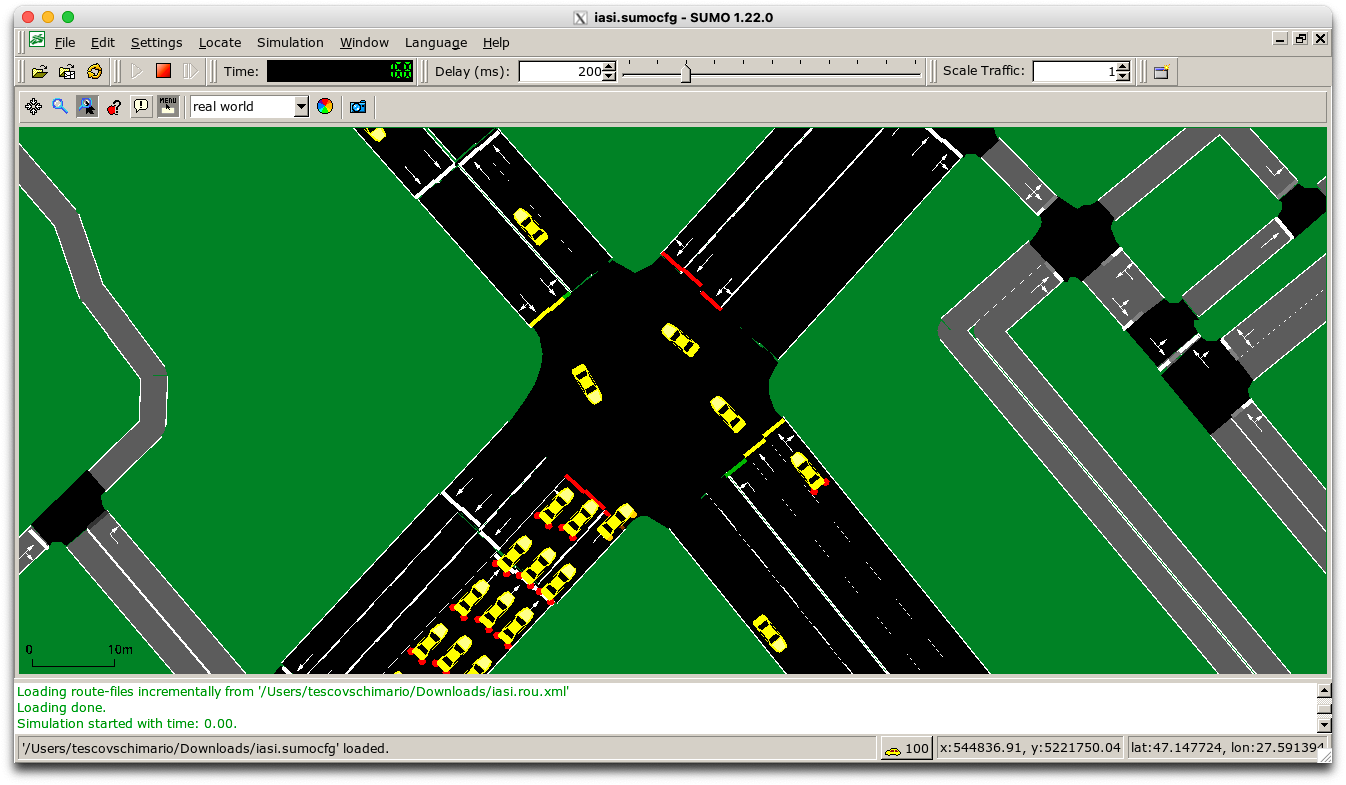 iasi.sumocfg - SUMO 1.22.0
File Edit Settings Locate Simulation Window Language Help
Time: Delay (ms): 200 Scale Traffic: 1
MENU real world
0 10m
Loading route-files incrementally from '/Users/tescovschimario/Downloads/iasi.rou.xml'
Loading done.
Simulation started with time: 0.00.
'/Users/tescovschimario/Downloads/iasi.sumocfg' loaded. 100 x:544836.91, y:5221750.04 lat:47.147724, lon:27.591394